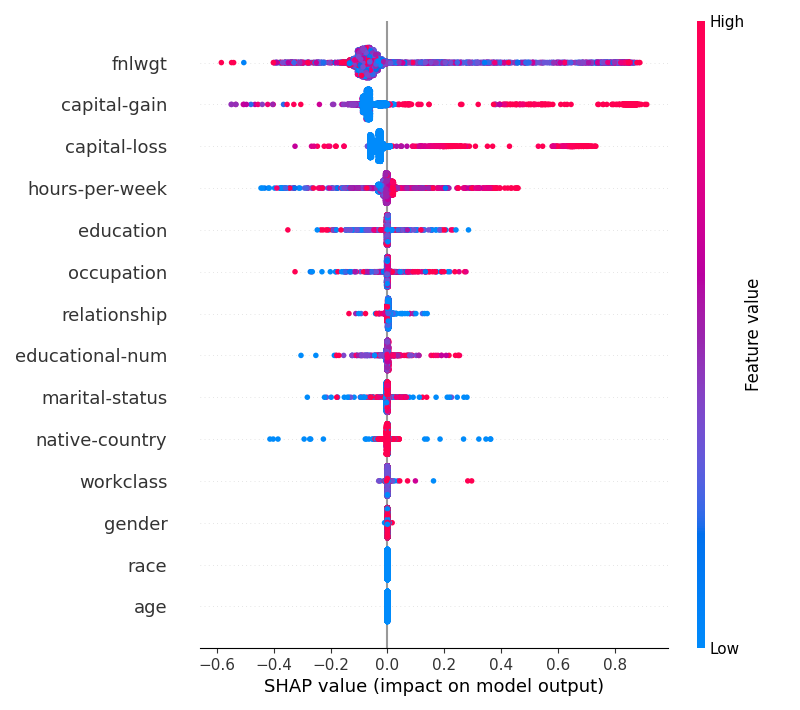 High
fnlwgt
capital-gain
capital-loss
hours-per-week
education
occupation
relationship
educational-num
marital-status
native-country
workclass
gender
race
age
Feature value
Low
−0.6 −0.4 −0.2 0.0 0.2 0.4 0.6 0.8
SHAP value (impact on model output)